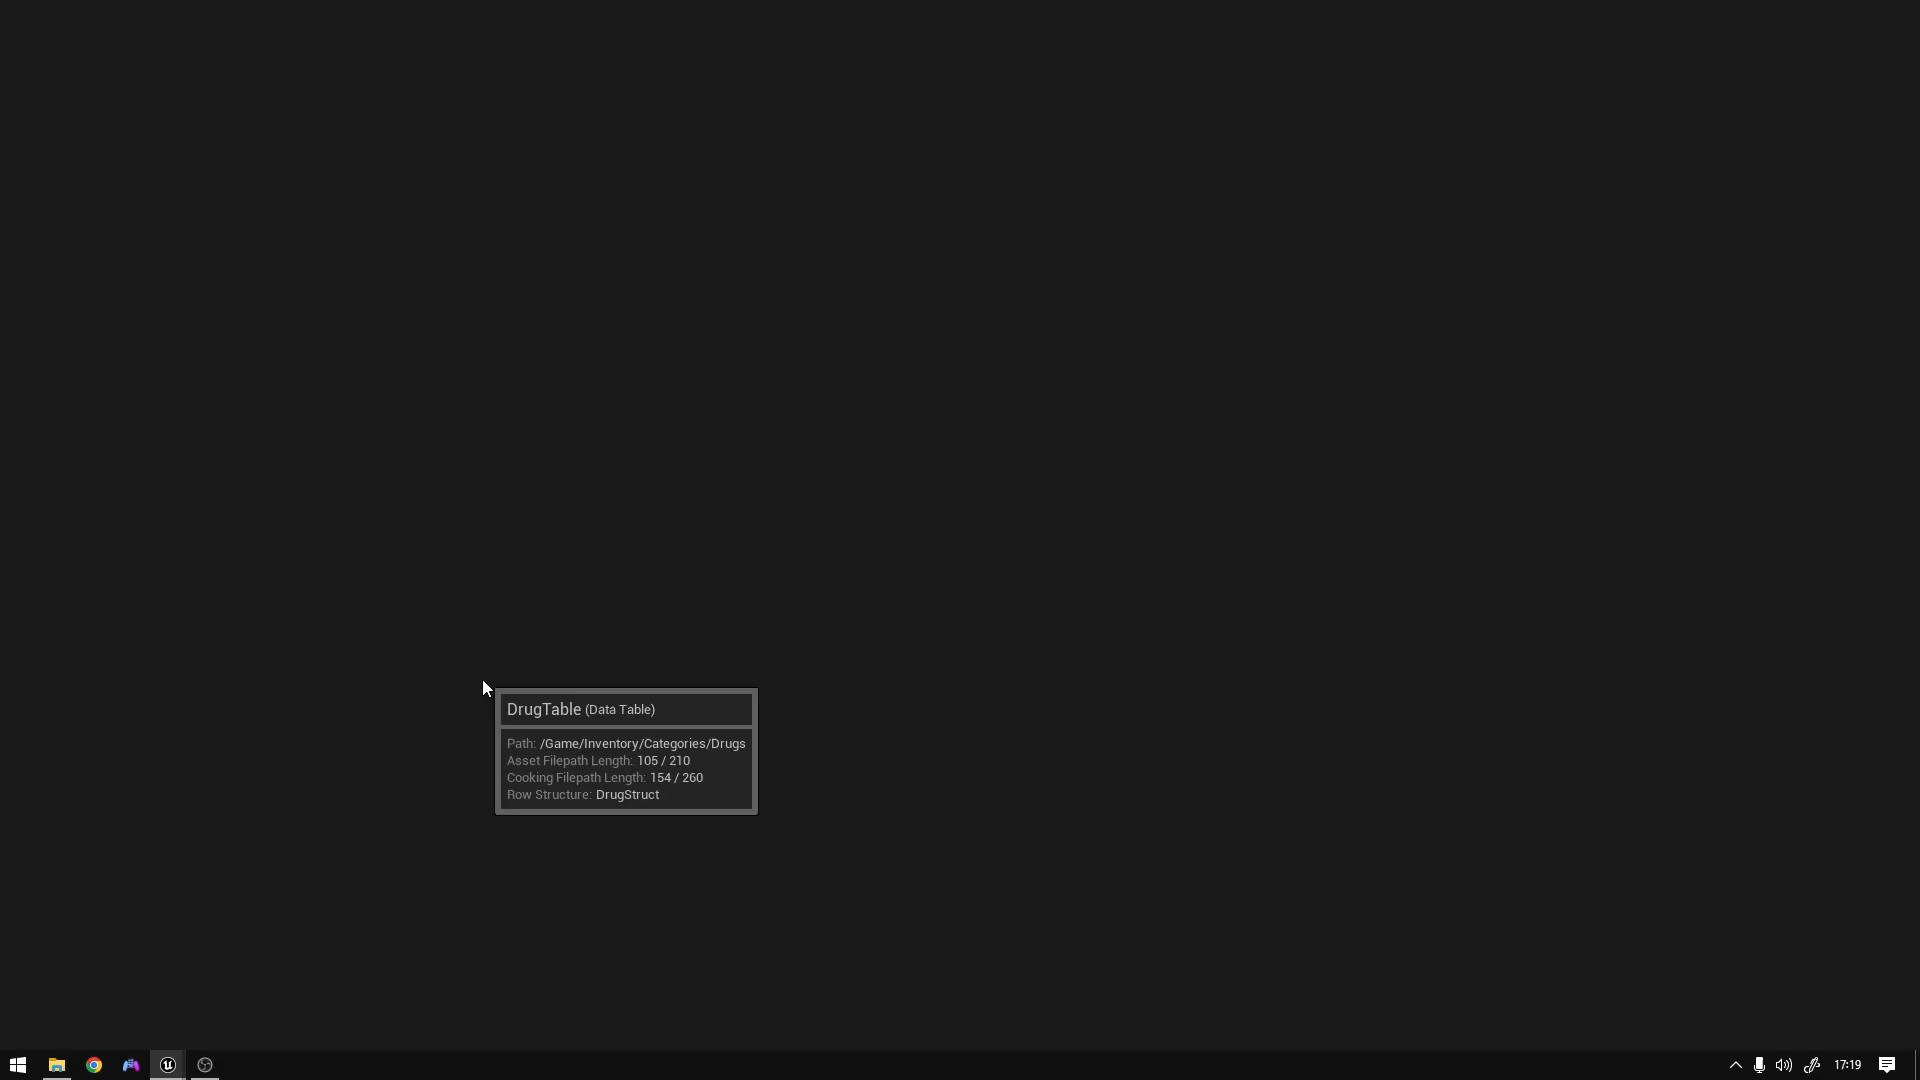 DrugTable (Data Table)
Path: /Game/Inventory/Categories/Drugs
Asset Filepath Length: 105 / 210
Cooking Filepath Length: 154 / 260
Row Structure: DrugStruct
17:19